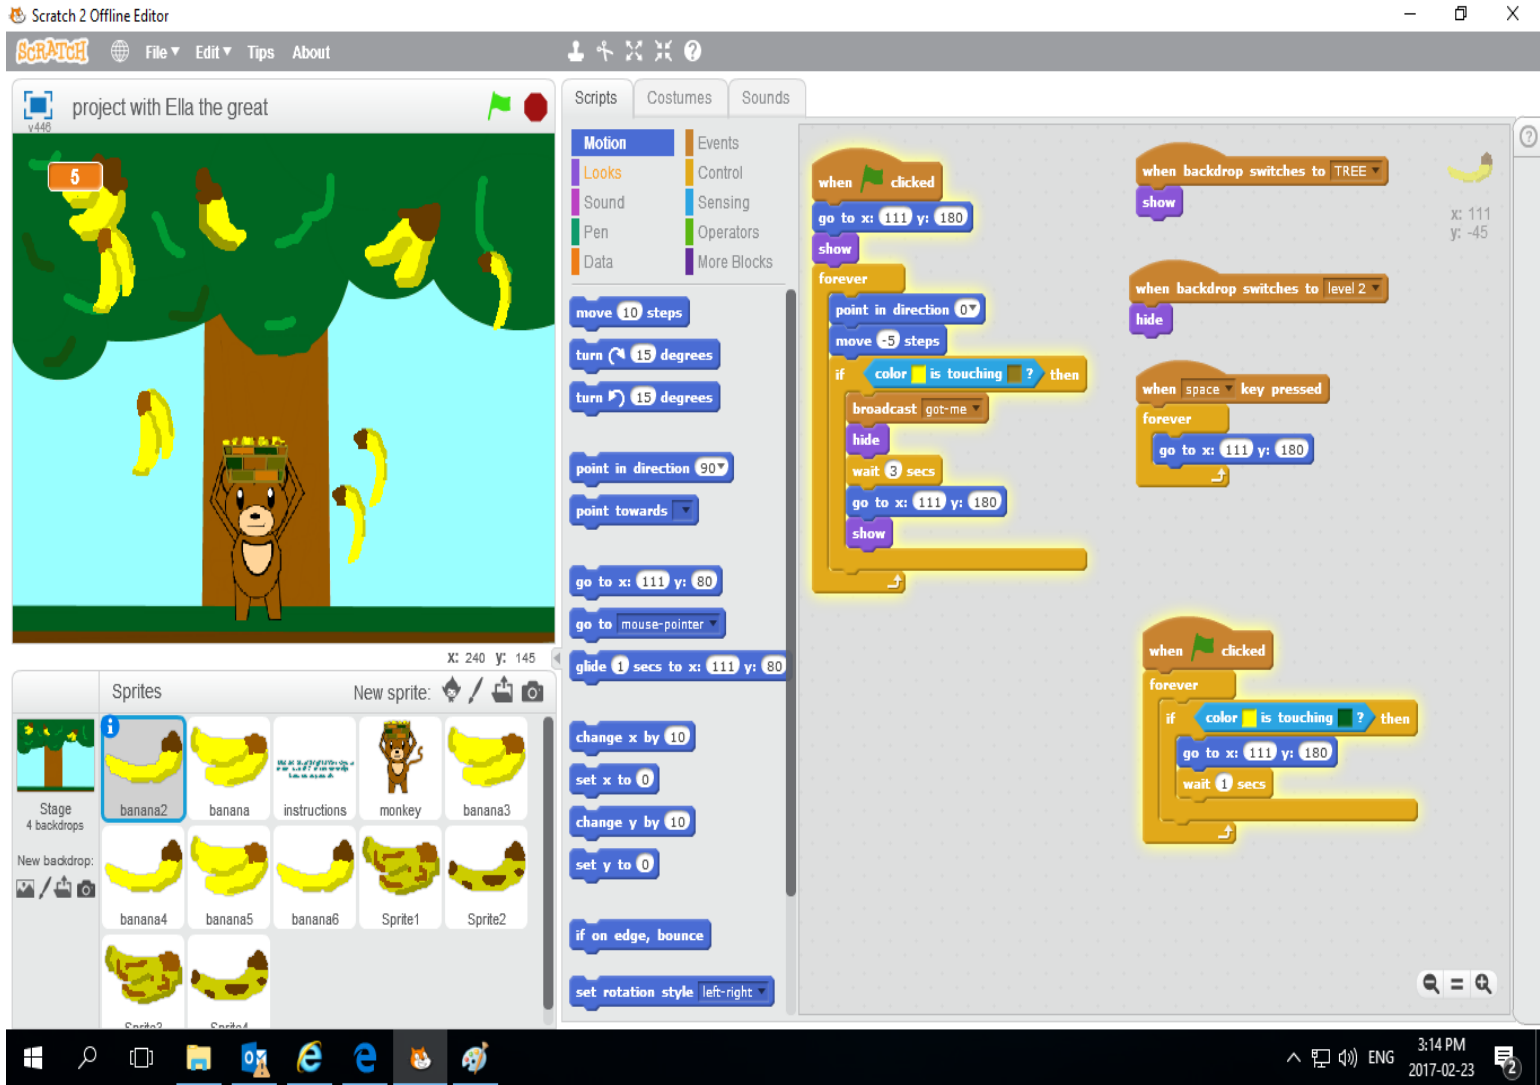 Scratch 2 Offline Editor
SCRATCH File Edit Tips About
project with Ella the great
v446
5
x: 240 y: 145
Sprites New sprite:
Stage
4 backdrops
New backdrop:
banana2 banana instructions monkey banana3
banana4 banana5 banana6 Sprite1 Sprite2
Sprite3 Sprite4
Scripts Costumes Sounds
Motion Events
Looks Control
Sound Sensing
Pen Operators
Data More Blocks
move 10 steps
turn 15 degrees
turn 15 degrees
point in direction 90
point towards
go to x: 111 y: 80
go to mouse-pointer
glide 1 secs to x: 111 y: 80
change x by 10
set x to 0
change y by 10
set y to 0
if on edge, bounce
set rotation style left-right
when clicked
go to x: 111 y: 180
show
forever
point in direction 0
move -5 steps
if color is touching ? then
broadcast got-me
hide
wait 3 secs
go to x: 111 y: 180
show
when backdrop switches to TREE
show
when backdrop switches to level 2
hide
when space key pressed
forever
go to x: 111 y: 180
when clicked
forever
if color is touching ? then
go to x: 111 y: 180
wait 1 secs
x: 111
y: -45
ENG
3:14 PM
2017-02-23
2